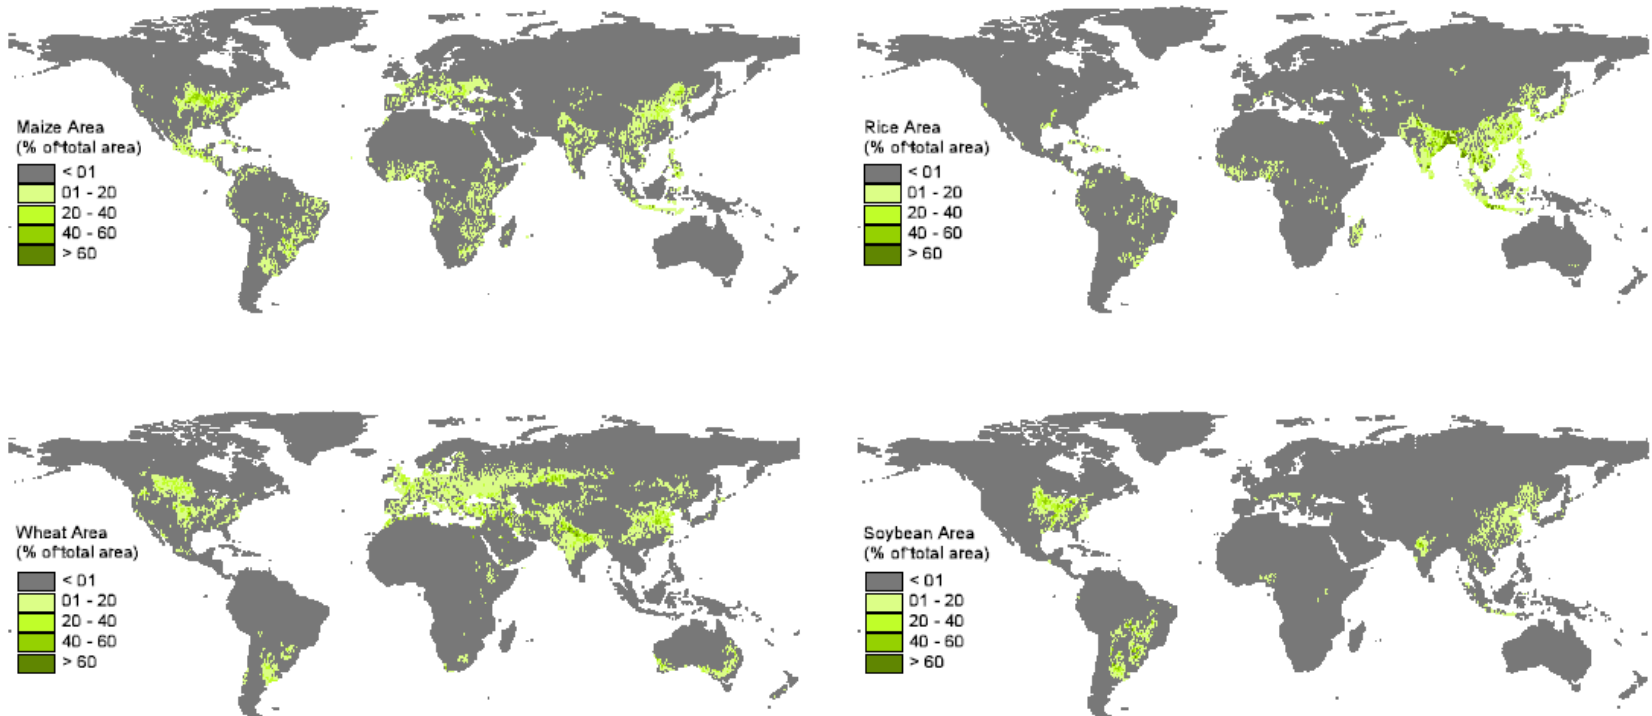 Maize Area
(% of total area)
< 01
01 - 20
20 - 40
40 - 60
> 60
Rice Area
(% of total area)
< 01
01 - 20
20 - 40
40 - 60
> 60
Wheat Area
(% of total area)
< 01
01 - 20
20 - 40
40 - 60
> 60
Soybean Area
(% of total area)
< 01
01 - 20
20 - 40
40 - 60
> 60